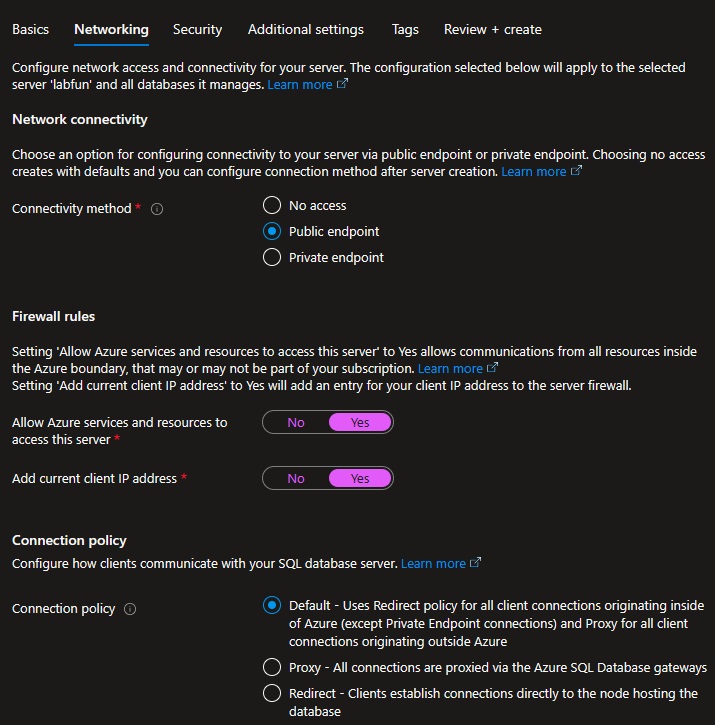 Basics Networking Security Additional settings Tags Review + create
Configure network access and connectivity for your server. The configuration selected below will apply to the selected
server 'labfun' and all databases it manages. Learn more
Network connectivity
Choose an option for configuring connectivity to your server via public endpoint or private endpoint. Choosing no access
creates with defaults and you can configure connection method after server creation. Learn more
Connectivity method *
No access
Public endpoint
Private endpoint
Firewall rules
Setting 'Allow Azure services and resources to access this server' to Yes allows communications from all resources inside
the Azure boundary, that may or may not be part of your subscription. Learn more
Setting 'Add current client IP address' to Yes will add an entry for your client IP address to the server firewall.
Allow Azure services and resources to
access this server *
No Yes
Add current client IP address *
No Yes
Connection policy
Configure how clients communicate with your SQL database server. Learn more
Connection policy
Default - Uses Redirect policy for all client connections originating inside
of Azure (except Private Endpoint connections) and Proxy for all client
connections originating outside Azure
Proxy - All connections are proxied via the Azure SQL Database gateways
Redirect - Clients establish connections directly to the node hosting the
database